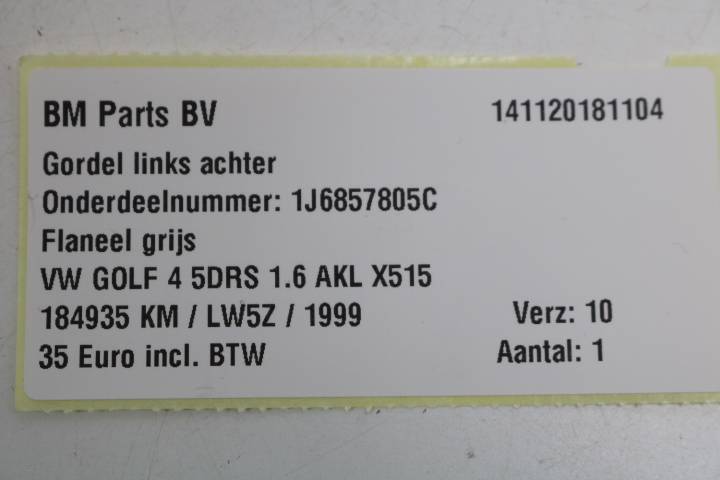 BM Parts BV 141120181104
Gordel links achter
Onderdeelnummer: 1J6857805C
Flaneel grijs
VW GOLF 4 5DRS 1.6 AKL X515
184935 KM / LW5Z / 1999 Verz: 10
35 Euro incl. BTW Aantal: 1